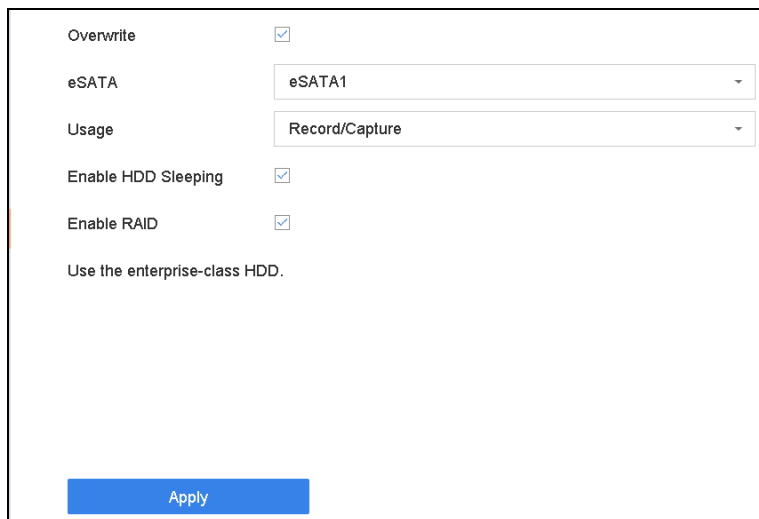 Overwrite
eSATA eSATA1
Usage Record/Capture
Enable HDD Sleeping
Enable RAID
Use the enterprise-class HDD.
Apply